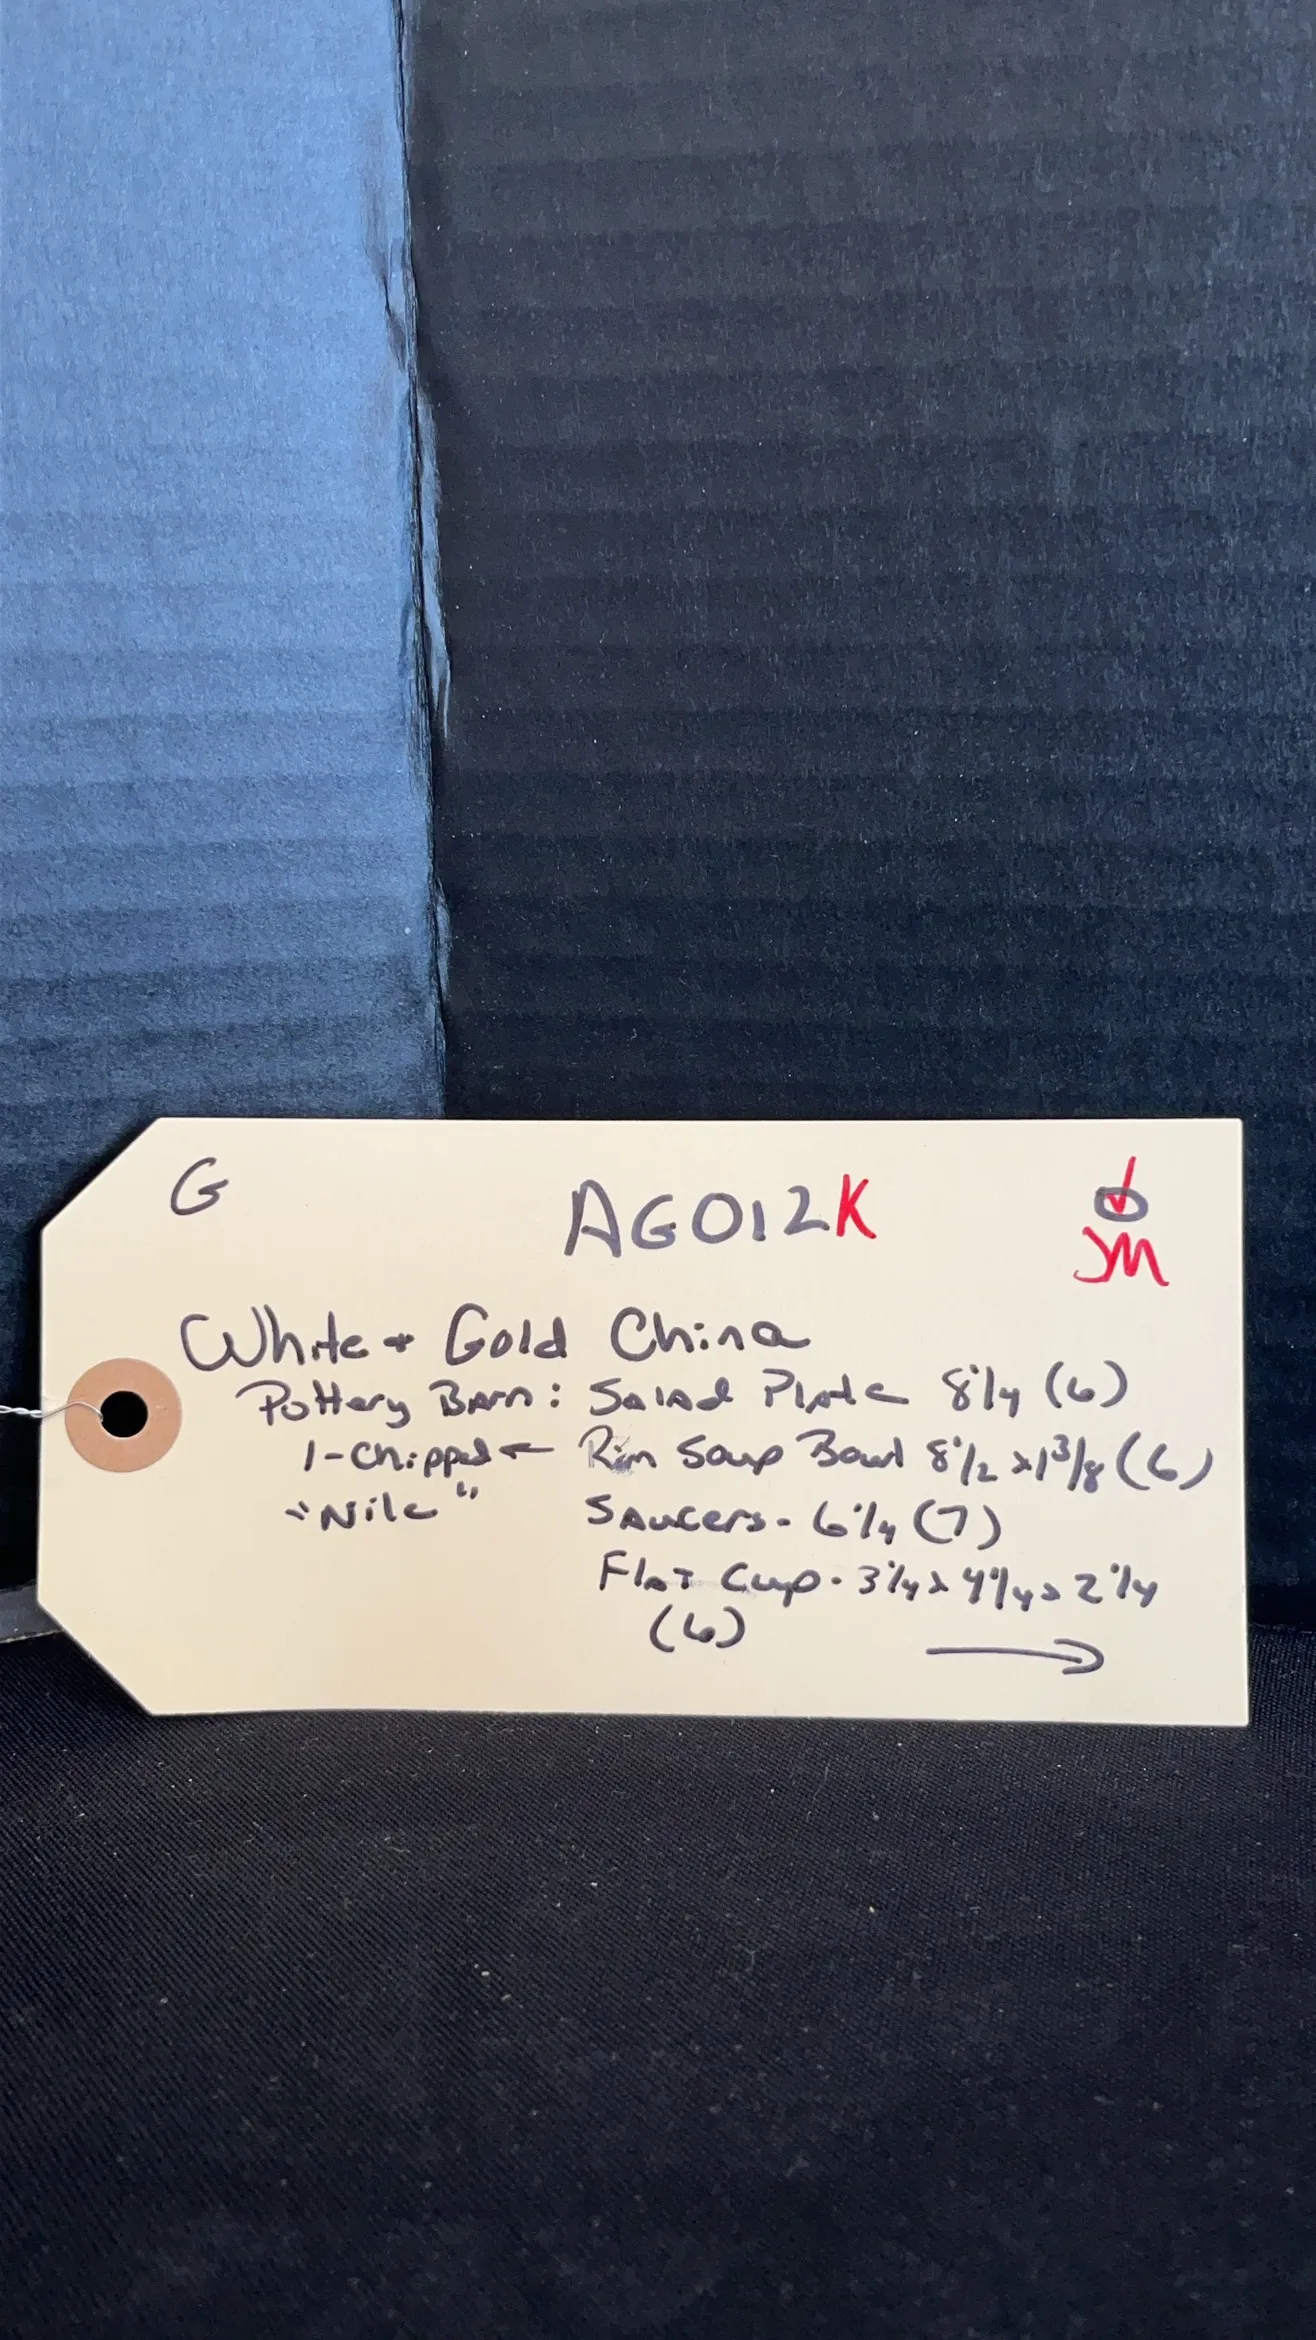 G AG012K O
JM
White + Gold China
Pottery Barn: Salad Plate 8 1/4 (6)
1-Chipped ← Rim Soup Bowl 8 1/2 x 1 3/8 (6)
"Nile" Saucers - 6 1/4 (7)
Flat Cup - 3 1/4 x 4 1/4 x 2 1/4
(6) →